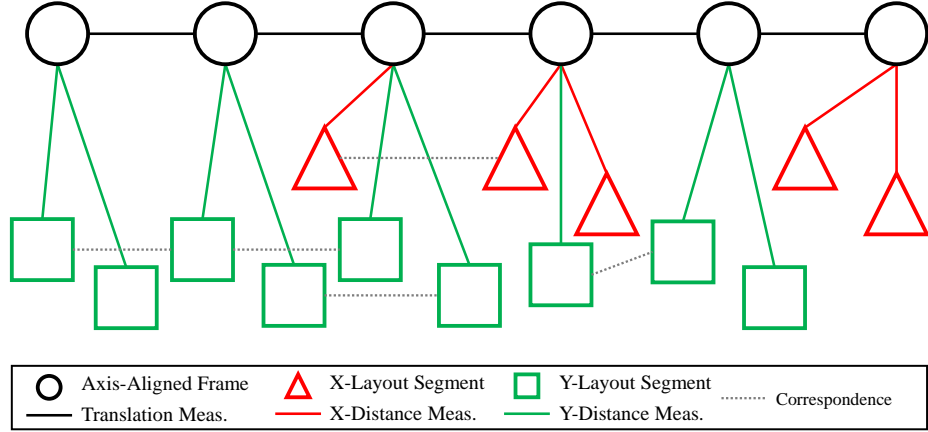 Axis-Aligned Frame X-Layout Segment Y-Layout Segment Correspondence
Translation Meas. X-Distance Meas. Y-Distance Meas.